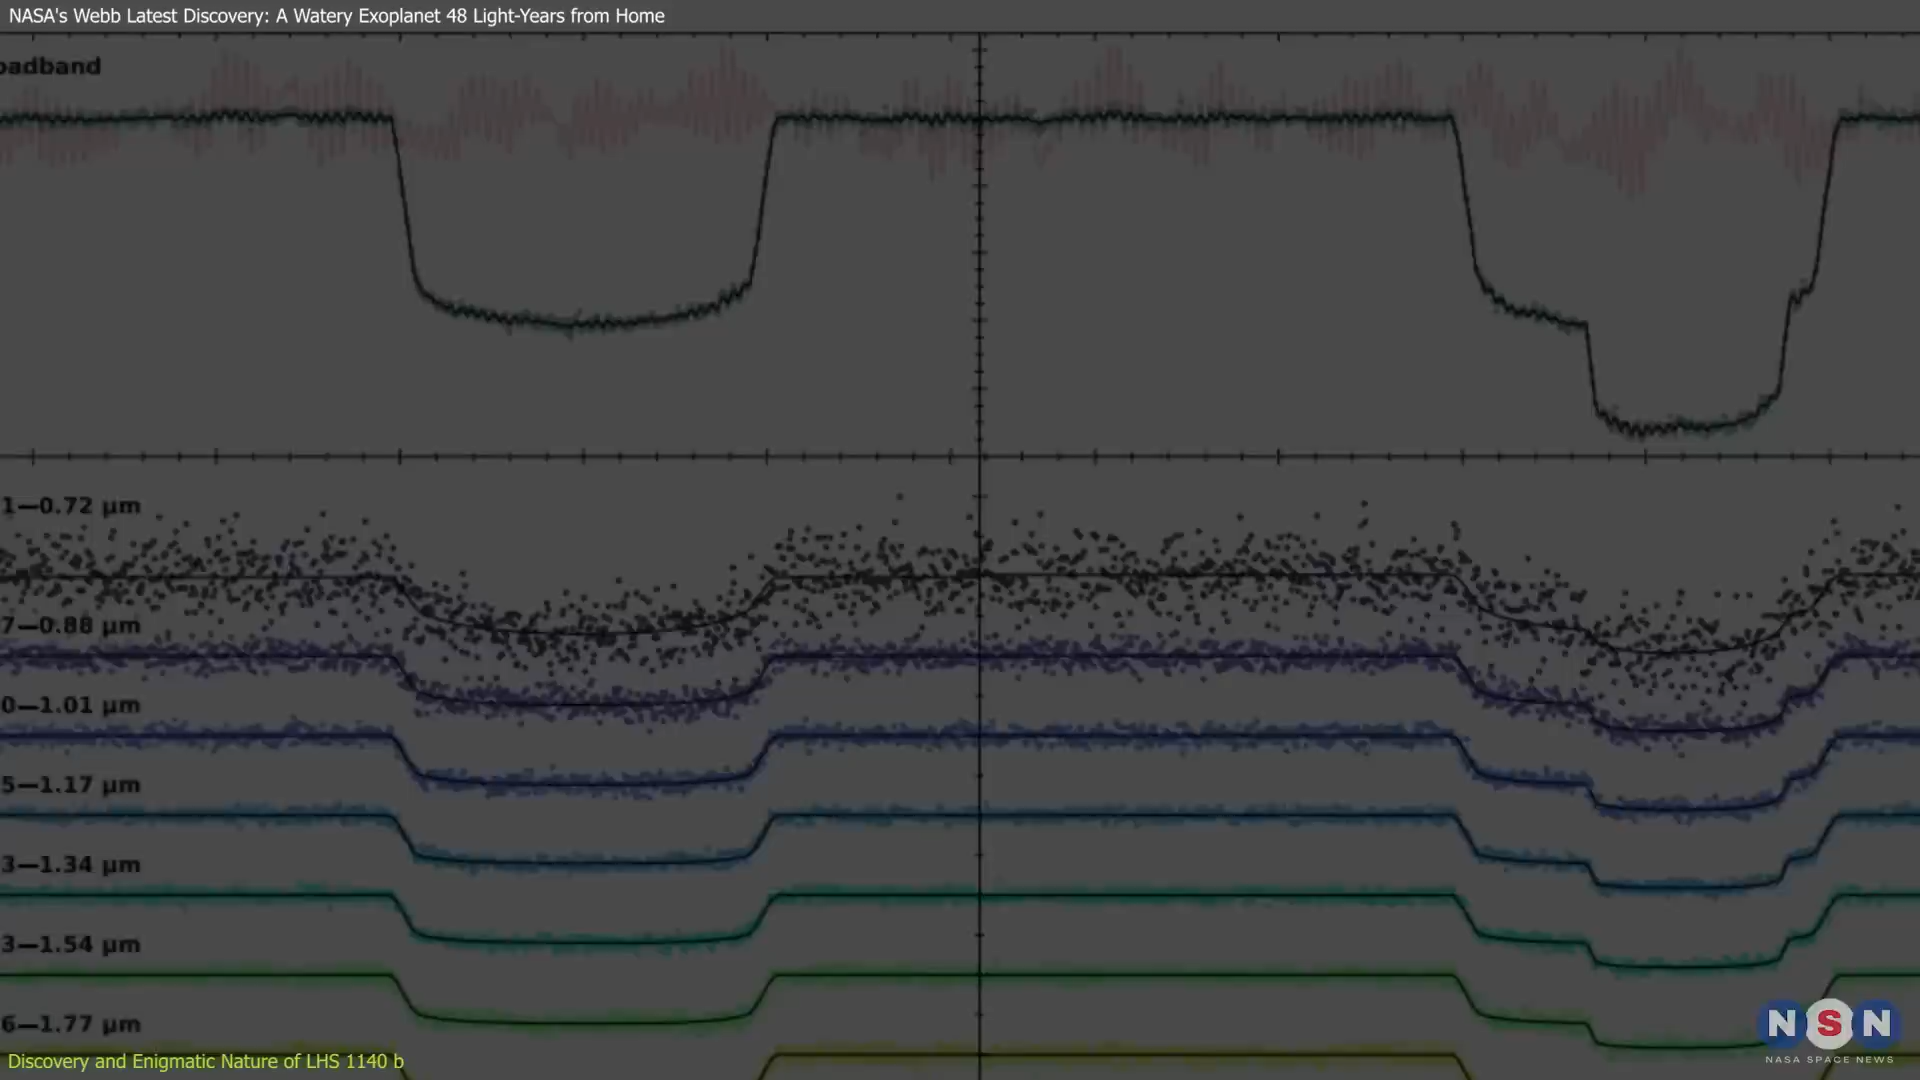 NASA's Webb Latest Discovery: A Watery Exoplanet 48 Light-Years from Home
oadband
1—0.72 μm
7—0.88 μm
0—1.01 μm
5—1.17 μm
3—1.34 μm
3—1.54 μm
6—1.77 μm
Discovery and Enigmatic Nature of LHS 1140 b
NSN
NASA SPACE NEWS